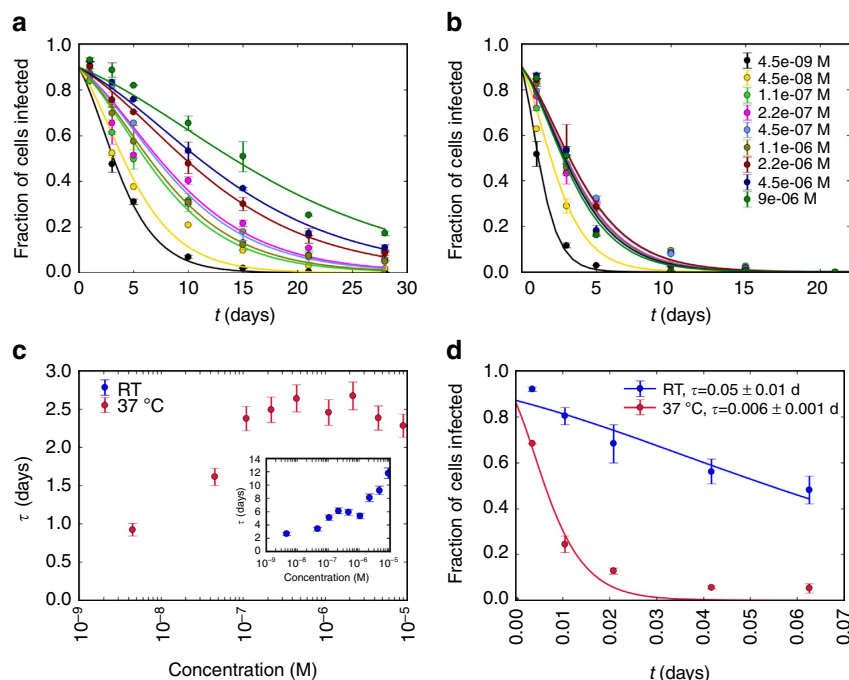 a
b
Fraction of cells infected
1.0
0.8
0.6
0.4
0.2
0.0
0 5 10 15 20 25 30
t (days)
Fraction of cells infected
1.0
0.8
0.6
0.4
0.2
0.0
0 5 10 15 20
t (days)
4.5e-09 M
4.5e-08 M
1.1e-07 M
2.2e-07 M
4.5e-07 M
1.1e-06 M
2.2e-06 M
4.5e-06 M
9e-06 M
c
d
τ (days)
3.0
2.5
2.0
1.5
1.0
0.5
0.0
10⁻⁹ 10⁻⁸ 10⁻⁷ 10⁻⁶ 10⁻⁵
Concentration (M)
RT
37 °C
τ (days)
14
12
10
8
6
4
2
0
10⁻⁹ 10⁻⁸ 10⁻⁷ 10⁻⁶ 10⁻⁵
Concentration (M)
Fraction of cells infected
1.0
0.8
0.6
0.4
0.2
0.0
0.00 0.01 0.02 0.03 0.04 0.05 0.06 0.07
t (days)
RT, τ=0.05 ± 0.01 d
37 °C, τ=0.006 ± 0.001 d